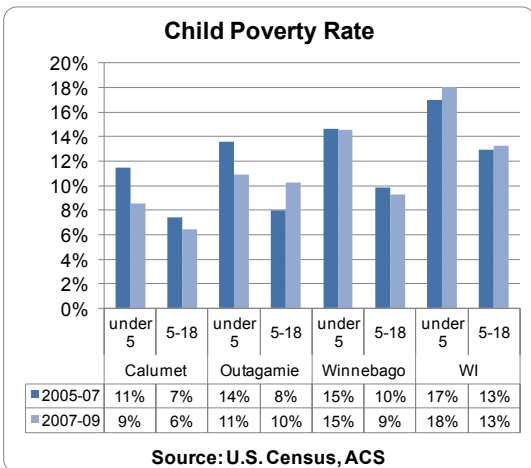 Child Poverty Rate
20%
18%
16%
14%
12%
10%
8%
6%
4%
2%
0%
under 5 5-18 under 5 5-18 under 5 5-18 under 5 5-18
Calumet Outagamie Winnebago WI
2005-07 11% 7% 14% 8% 15% 10% 17% 13%
2007-09 9% 6% 11% 10% 15% 9% 18% 13%
Source: U.S. Census, ACS